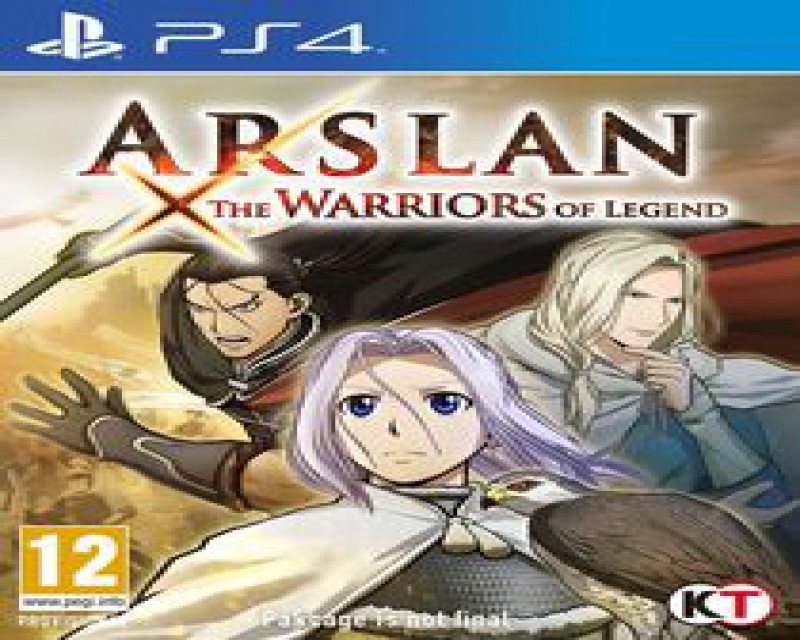 PS4
ARSLAN
THE WARRIORS OF LEGEND
12
www.pegi.info
Package is not final
KT